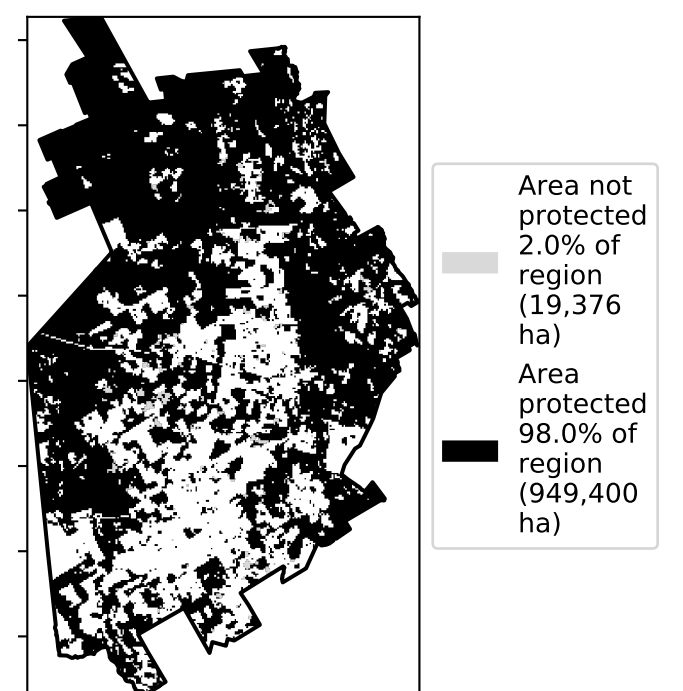 Area not
protected
2.0% of
region
(19,376
ha)
Area
protected
98.0% of
region
(949,400
ha)